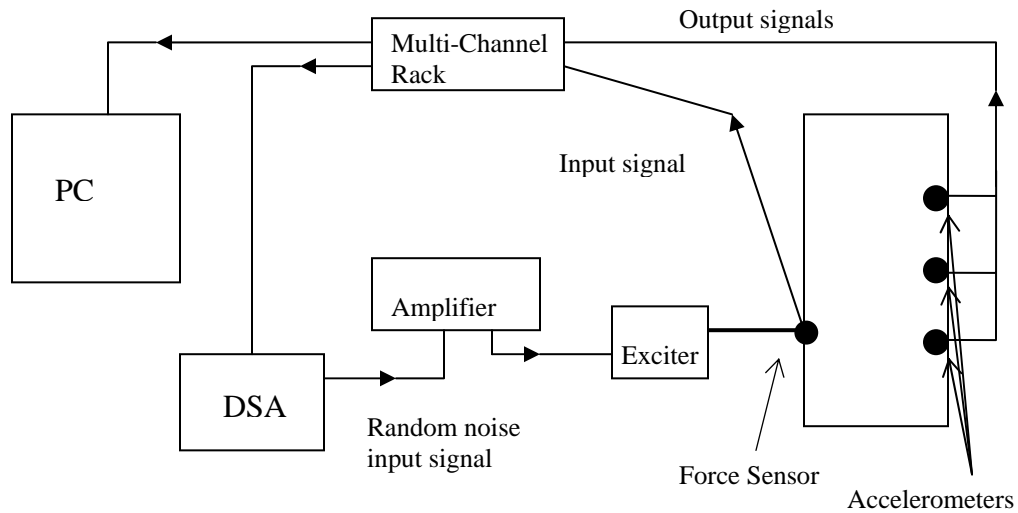 Output signals
Multi-Channel
Rack
Input signal
PC
Amplifier
Exciter
DSA
Random noise
input signal
Force Sensor
Accelerometers